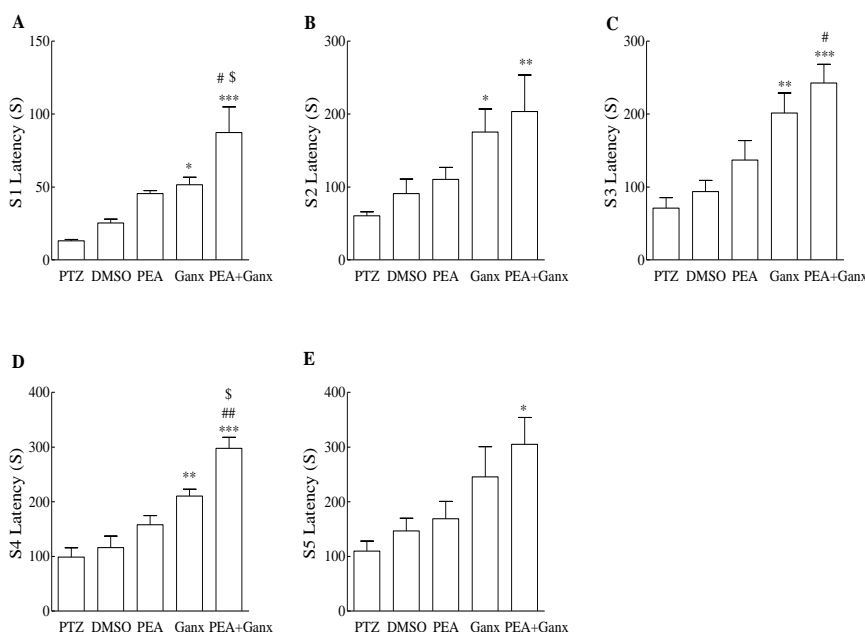 A
S1 Latency (S)
150
100
50
0
# $
***
*
PTZ DMSO PEA Ganx PEA+Ganx
B
S2 Latency (S)
300
200
100
0
**
*
PTZ DMSO PEA Ganx PEA+Ganx
C
S3 Latency (S)
300
200
100
0
#
***
**
PTZ DMSO PEA Ganx PEA+Ganx
D
S4 Latency (S)
400
300
200
100
0
$
##
***
**
PTZ DMSO PEA Ganx PEA+Ganx
E
S5 Latency (S)
400
300
200
100
0
*
PTZ DMSO PEA Ganx PEA+Ganx